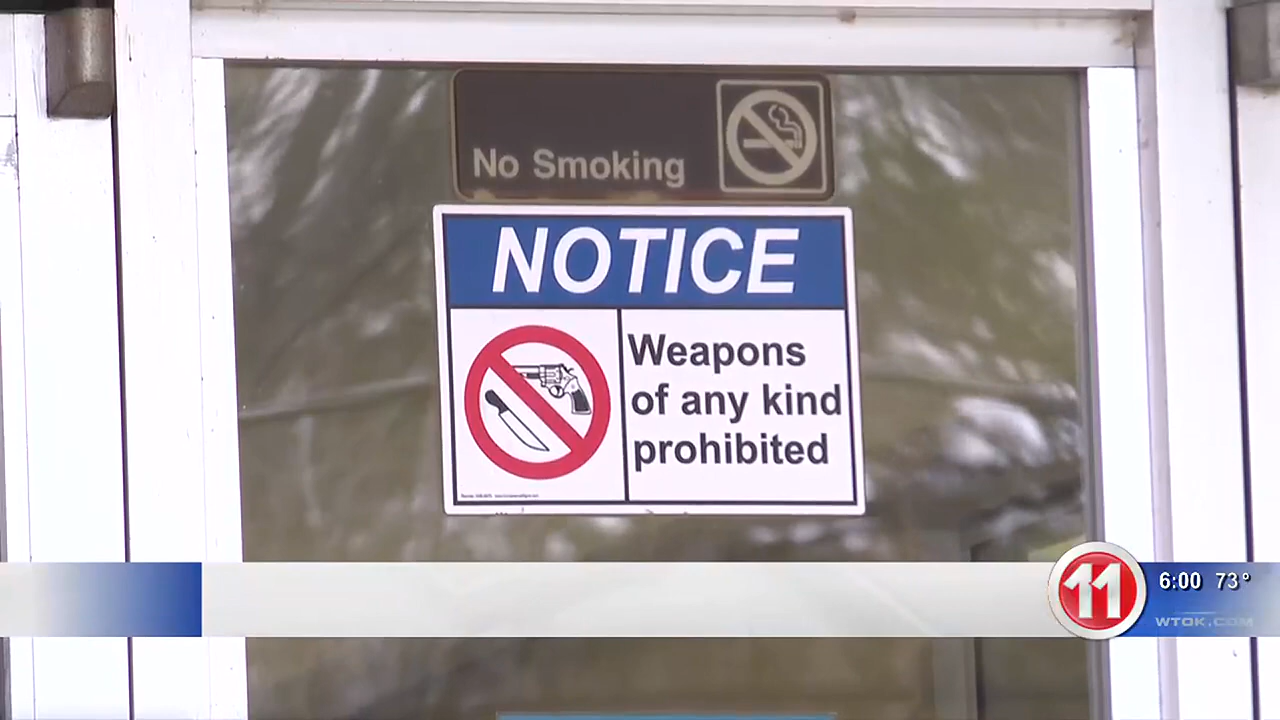 No Smoking
NOTICE
Weapons
of any kind
prohibited
11
6:00 73°
WTOK.COM